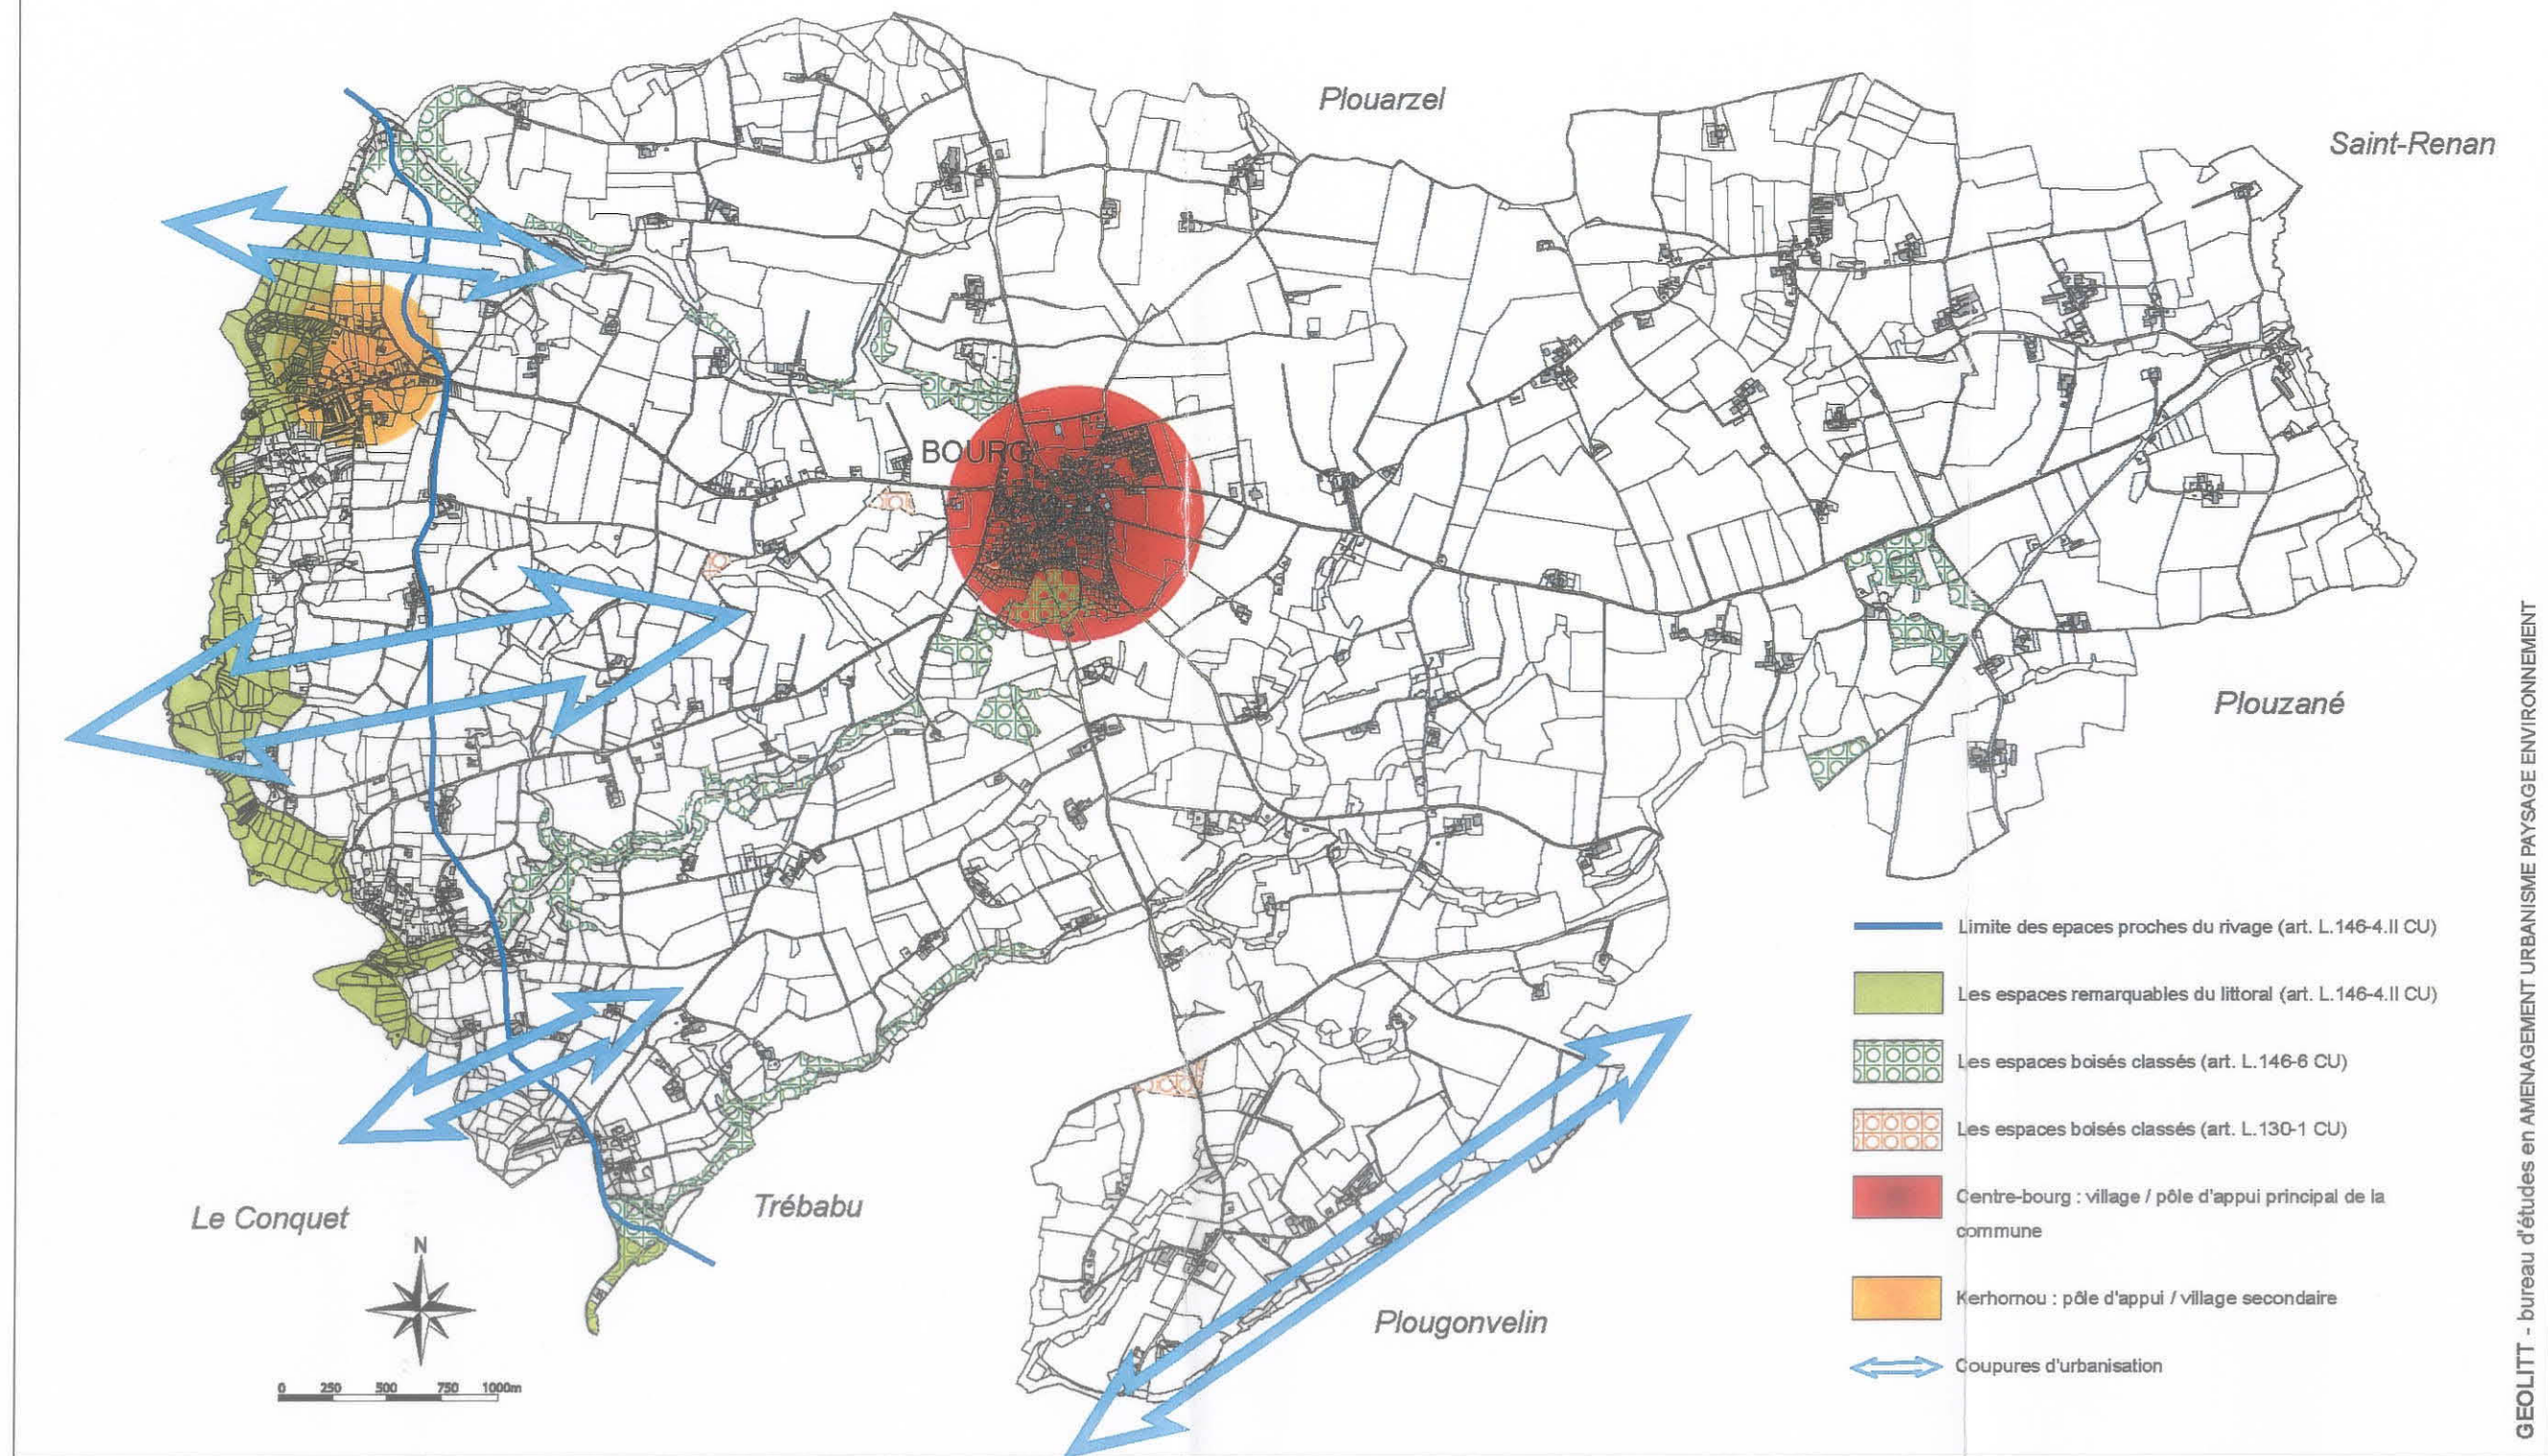 Plouarzel
Saint-Renan
BOURG
Plouzané
Limite des epaces proches du rivage (art. L.146-4.II CU)
Les espaces remarquables du littoral (art. L.146-4.II CU)
Les espaces boisés classés (art. L.146-6 CU)
Les espaces boisés classés (art. L.130-1 CU)
Centre-bourg : village / pôle d'appui principal de la
commune
Kerhornou : pôle d'appui / village secondaire
Coupures d'urbanisation
Le Conquet
Trébabu
Plougonvelin
N
0 250 500 750 1000m
GEOLITT - bureau d'études en AMENAGEMENT URBANISME PAYSAGE ENVIRONNEMENT